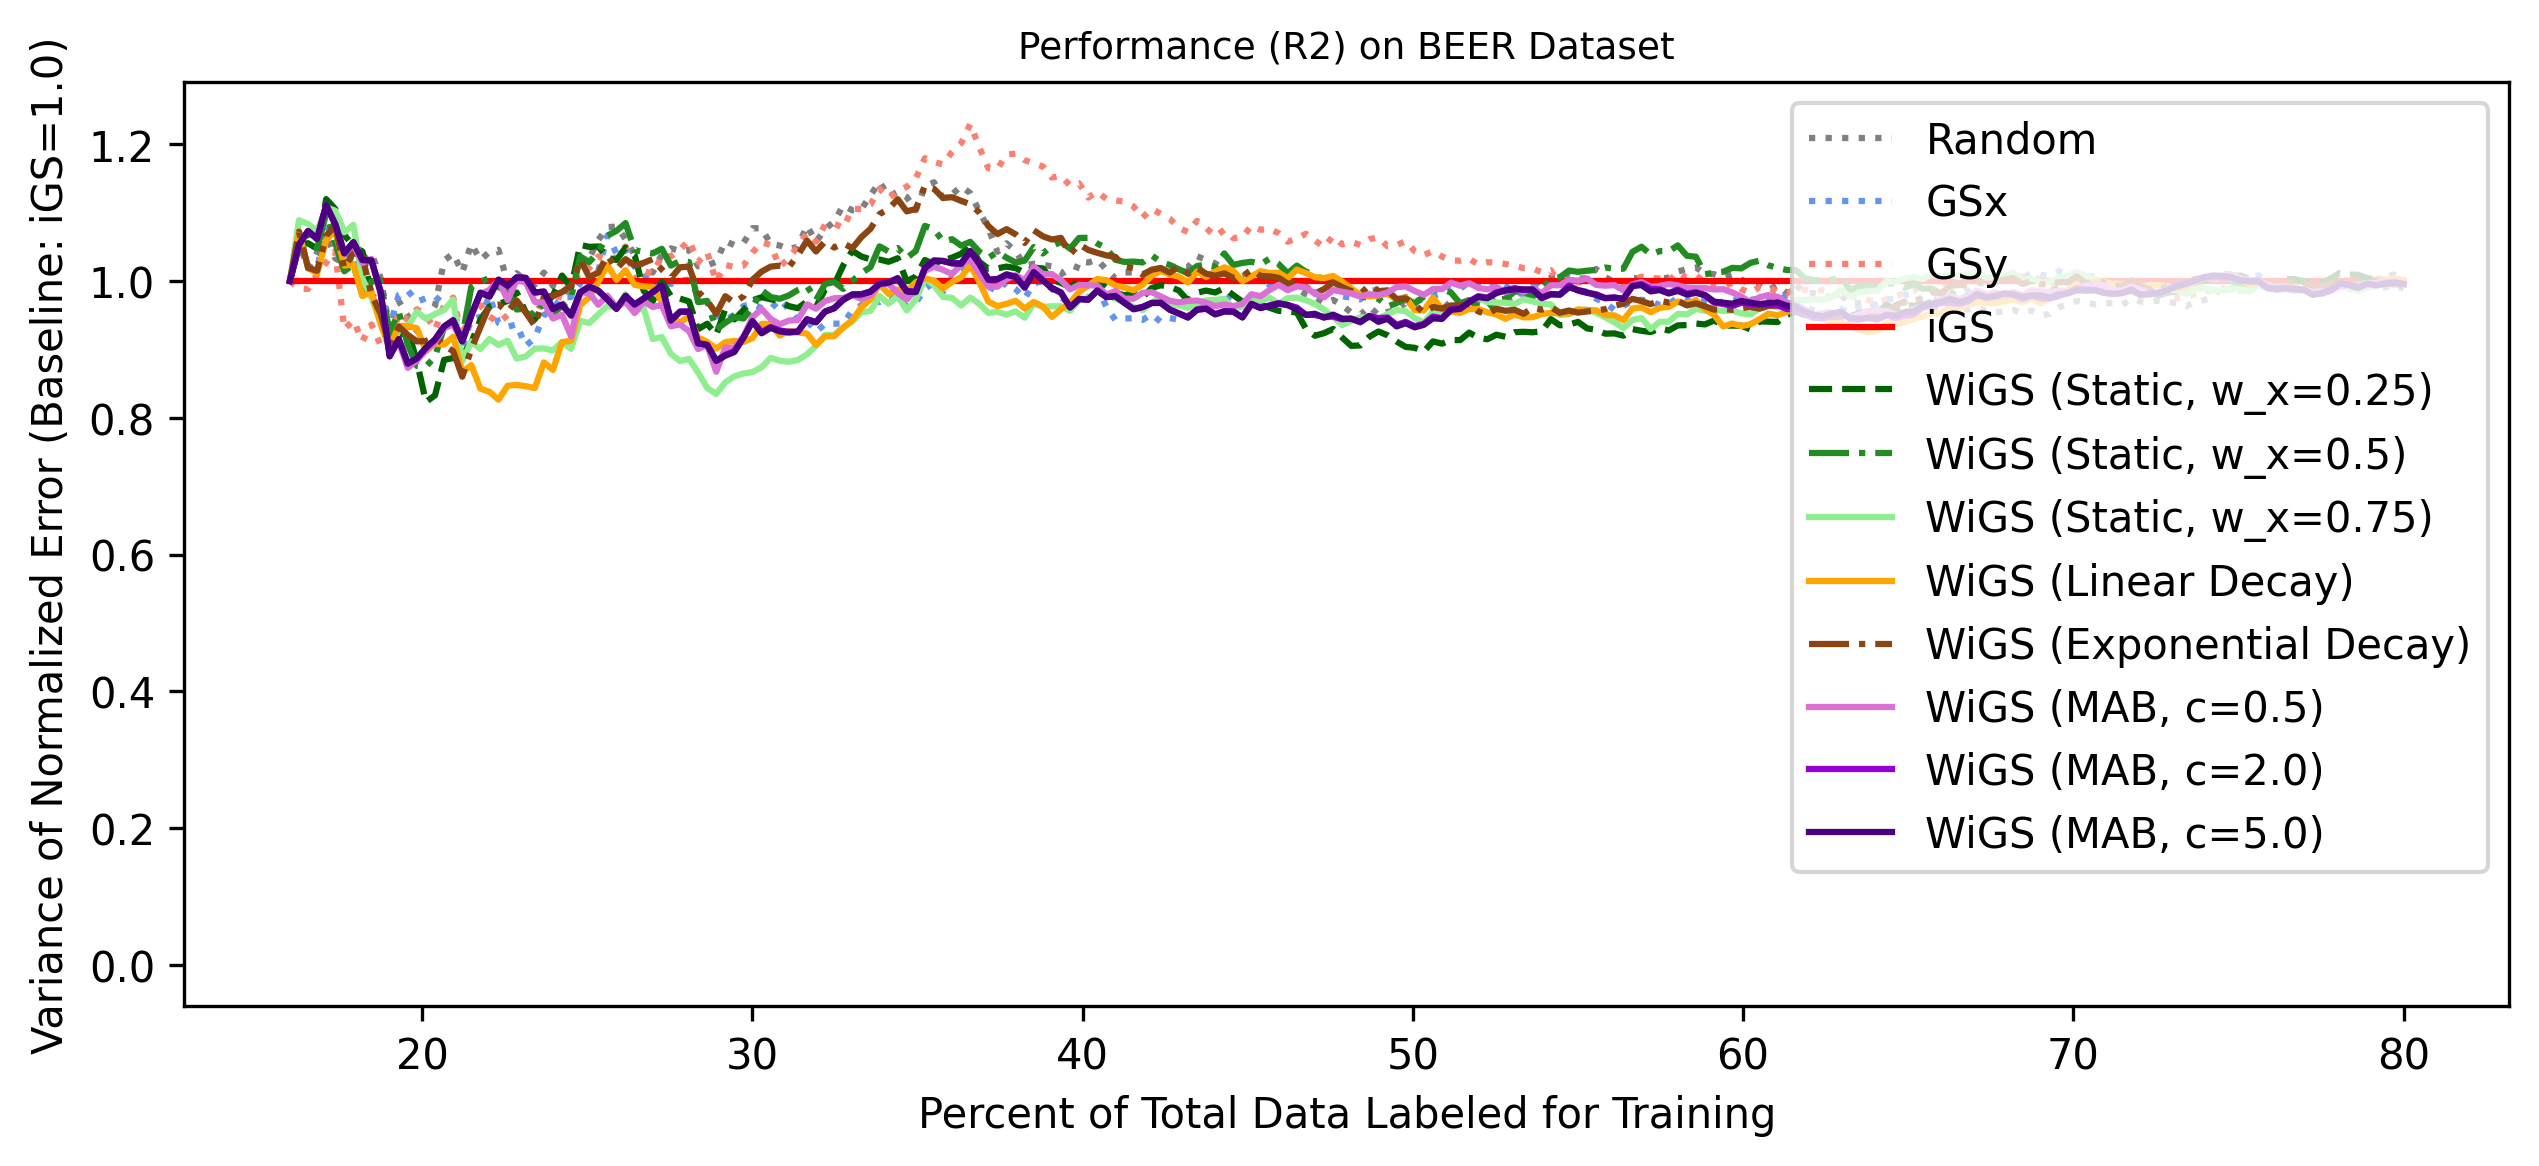 Performance (R2) on BEER Dataset
Variance of Normalized Error (Baseline: iGS=1.0)
1.2
1.0
0.8
0.6
0.4
0.2
0.0
20
30
40
50
60
70
80
Percent of Total Data Labeled for Training
Random
GSx
GSy
iGS
WiGS (Static, w_x=0.25)
WiGS (Static, w_x=0.5)
WiGS (Static, w_x=0.75)
WiGS (Linear Decay)
WiGS (Exponential Decay)
WiGS (MAB, c=0.5)
WiGS (MAB, c=2.0)
WiGS (MAB, c=5.0)